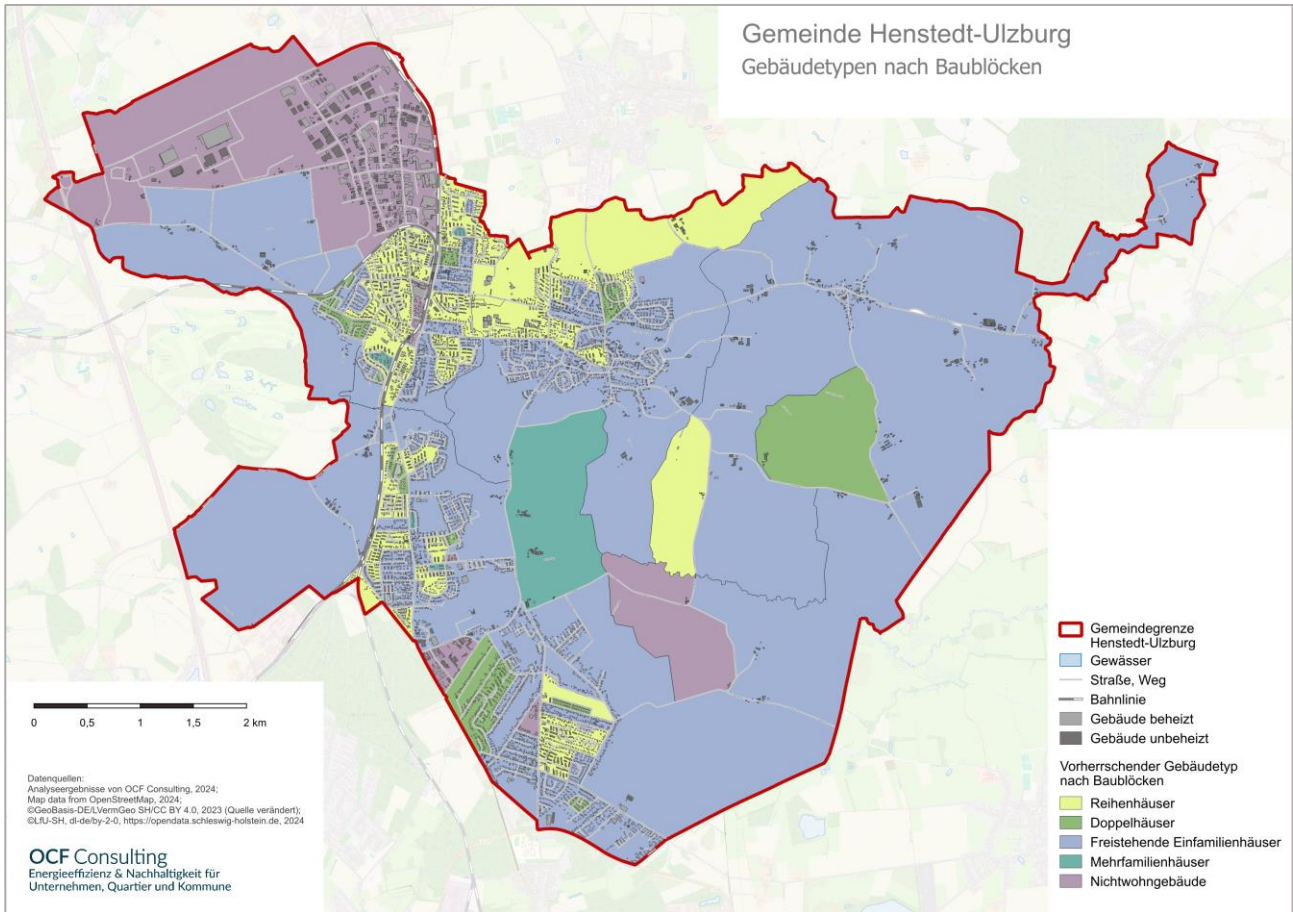 Gemeinde Henstedt-Ulzburg
Gebäudetypen nach Baublöcken
Gemeindegrenze
Henstedt-Ulzburg
Gewässer
Straße, Weg
Bahnlinie
Gebäude beheizt
Gebäude unbeheizt
Vorherrschender Gebäudetyp
nach Baublöcken
Reihenhäuser
Doppelhäuser
Freistehende Einfamilienhäuser
Mehrfamilienhäuser
Nichtwohngebäude
0 0,5 1 1,5 2 km
Datenquellen:
Analyseergebnisse von OCF Consulting, 2024;
Map data from OpenStreetMap, 2024;
©GeoBasis-DE/LVermGeo SH/CC BY 4.0, 2023 (Quelle verändert);
©LfU-SH, dl-de/by-2-0, https://opendata.schleswig-holstein.de, 2024
OCF Consulting
Energieeffizienz & Nachhaltigkeit für
Unternehmen, Quartier und Kommune